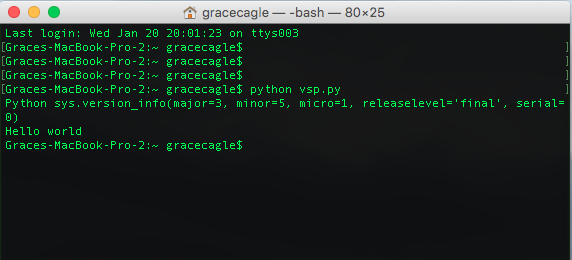 gracecagle — -bash — 80×25
Last login: Wed Jan 20 20:01:23 on ttys003
[Graces-MacBook-Pro-2:~ gracecagle$ ]
[Graces-MacBook-Pro-2:~ gracecagle$ ]
[Graces-MacBook-Pro-2:~ gracecagle$ ]
[Graces-MacBook-Pro-2:~ gracecagle$ python vsp.py ]
Python sys.version_info(major=3, minor=5, micro=1, releaselevel='final', serial=
0)
Hello world
Graces-MacBook-Pro-2:~ gracecagle$